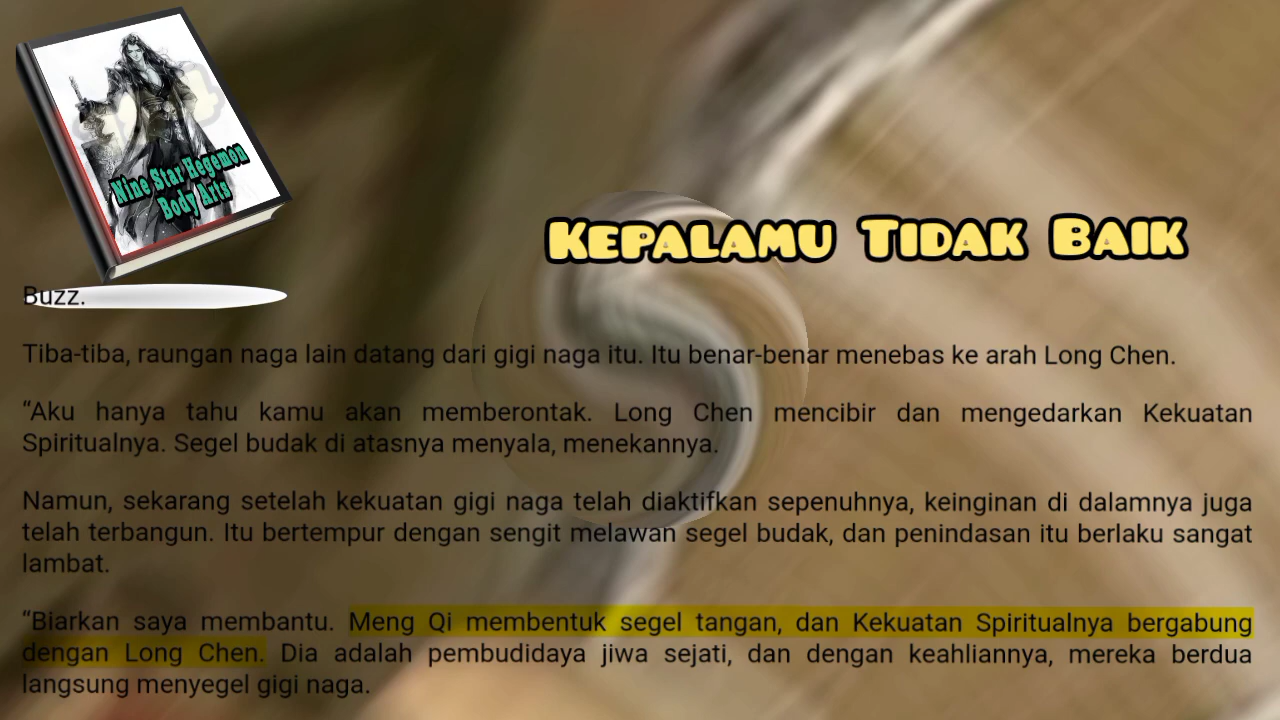 Nine Star Hegemon
Body Arts
KEPALAMU TIDAK BAIK
Buzz.
Tiba-tiba, raungan naga lain datang dari gigi naga itu. Itu benar-benar menebas ke arah Long Chen.
“Aku hanya tahu kamu akan memberontak. Long Chen mencibir dan mengedarkan Kekuatan
Spiritualnya. Segel budak di atasnya menyala, menekannya.
Namun, sekarang setelah kekuatan gigi naga telah diaktifkan sepenuhnya, keinginan di dalamnya juga
telah terbangun. Itu bertempur dengan sengit melawan segel budak, dan penindasan itu berlaku sangat
lambat.
“Biarkan saya membantu. Meng Qi membentuk segel tangan, dan Kekuatan Spiritualnya bergabung
dengan Long Chen. Dia adalah pembudidaya jiwa sejati, dan dengan keahliannya, mereka berdua
langsung menyegel gigi naga.